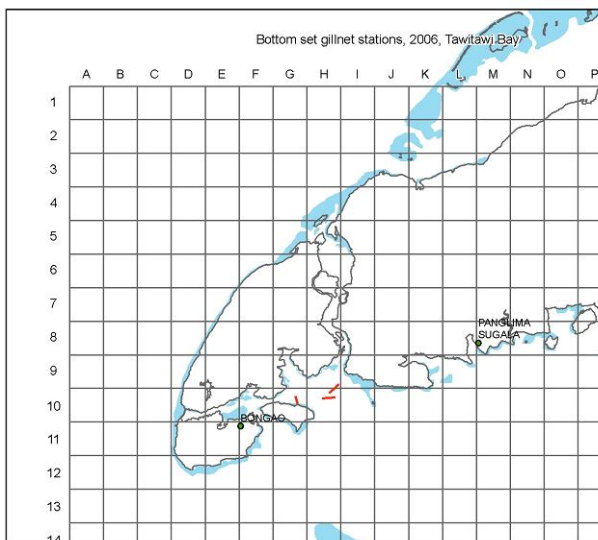 Bottom set gillnet stations, 2006, Tawitawi Bay
A B C D E F G H I J K L M N O P
1
2
3
4
5
6
7
PANGLIMA
SUGALA
8
9
10
BONGAO
11
12
13
14